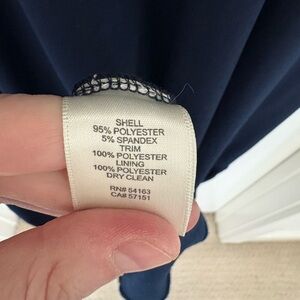 SHELL
95% POLYESTER
5% SPANDEX
TRIM
100% POLYESTER
LINING
100% POLYESTER
DRY CLEAN
RN# 54163
CA# 57151